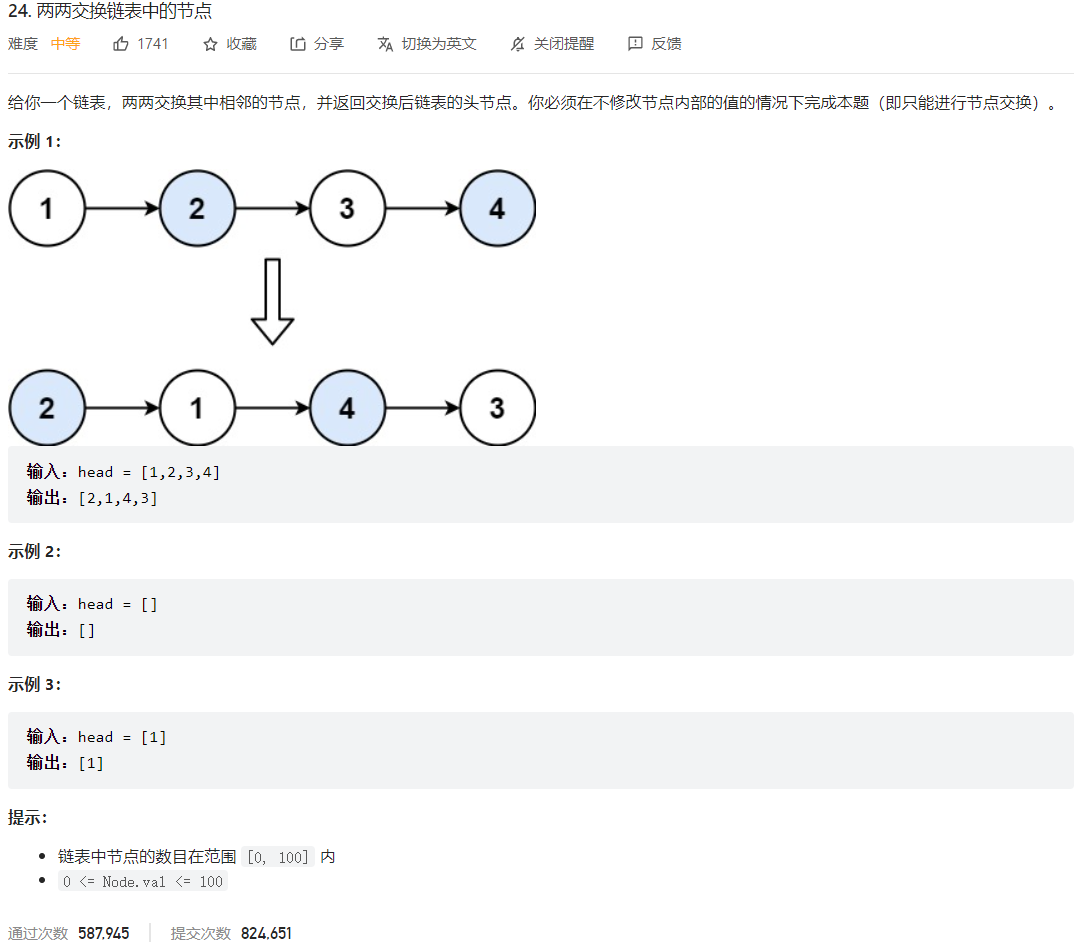 24. 两两交换链表中的节点
难度 中等 1741 收藏 分享 切换为英文 关闭提醒 反馈
给你一个链表，两两交换其中相邻的节点，并返回交换后链表的头节点。你必须在不修改节点内部的值的情况下完成本题（即只能进行节点交换）。
示例 1：
1 2 3 4
2 1 4 3
输入：head = [1,2,3,4]
输出：[2,1,4,3]
示例 2：
输入：head = []
输出：[]
示例 3：
输入：head = [1]
输出：[1]
提示：
链表中节点的数目在范围 [0, 100] 内
0 <= Node.val <= 100
通过次数 587,945 提交次数 824,651